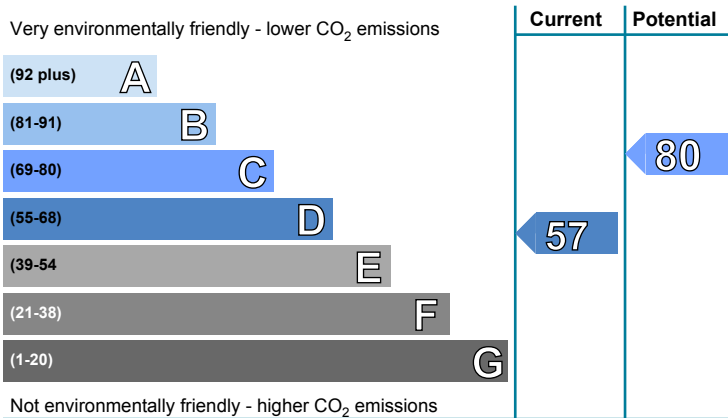 Current Potential
Very environmentally friendly - lower CO2 emissions
(92 plus) A
(81-91) B
(69-80) C
80
(55-68) D
57
(39-54 E
(21-38) F
(1-20) G
Not environmentally friendly - higher CO2 emissions